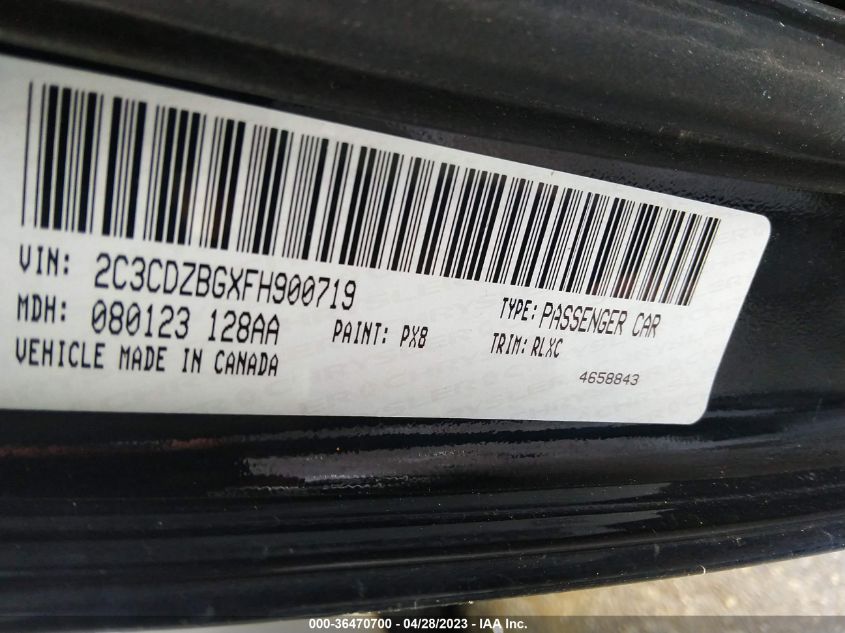 VIN: 2C3CDZBGXFH900719
MDH: 080123 128AA
PAINT: PX8
TYPE: PASSENGER CAR
TRIM: RLXC
VEHICLE MADE IN CANADA
4658843
000-36470700 - 04/28/2023 - IAA Inc.